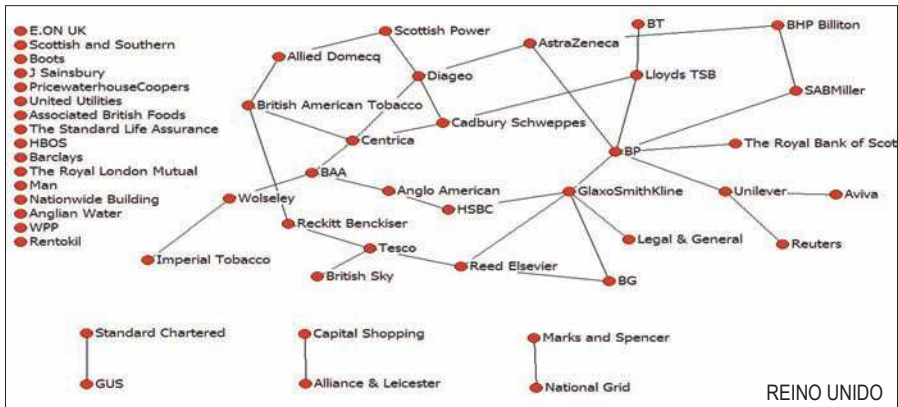 E.ON UK
Scottish and Southern
Boots
J Sainsbury
PricewaterhouseCoopers
United Utilities
Associated British Foods
The Standard Life Assurance
HBOS
Barclays
The Royal London Mutual
Man
Nationwide Building
Anglian Water
WPP
Rentokil
Scottish Power
BT
BHP Billiton
AstraZeneca
Allied Domecq
Diageo
Lloyds TSB
SABMiller
British American Tobacco
Cadbury Schweppes
Centrica
BP
The Royal Bank of Scot
BAA
Anglo American
GlaxoSmithKline
Unilever
Aviva
Wolseley
HSBC
Reckitt Benckiser
Legal & General
Reuters
Tesco
Imperial Tobacco
British Sky
Reed Elsevier
BG
Standard Chartered
Capital Shopping
Marks and Spencer
GUS
Alliance & Leicester
National Grid
REINO UNIDO